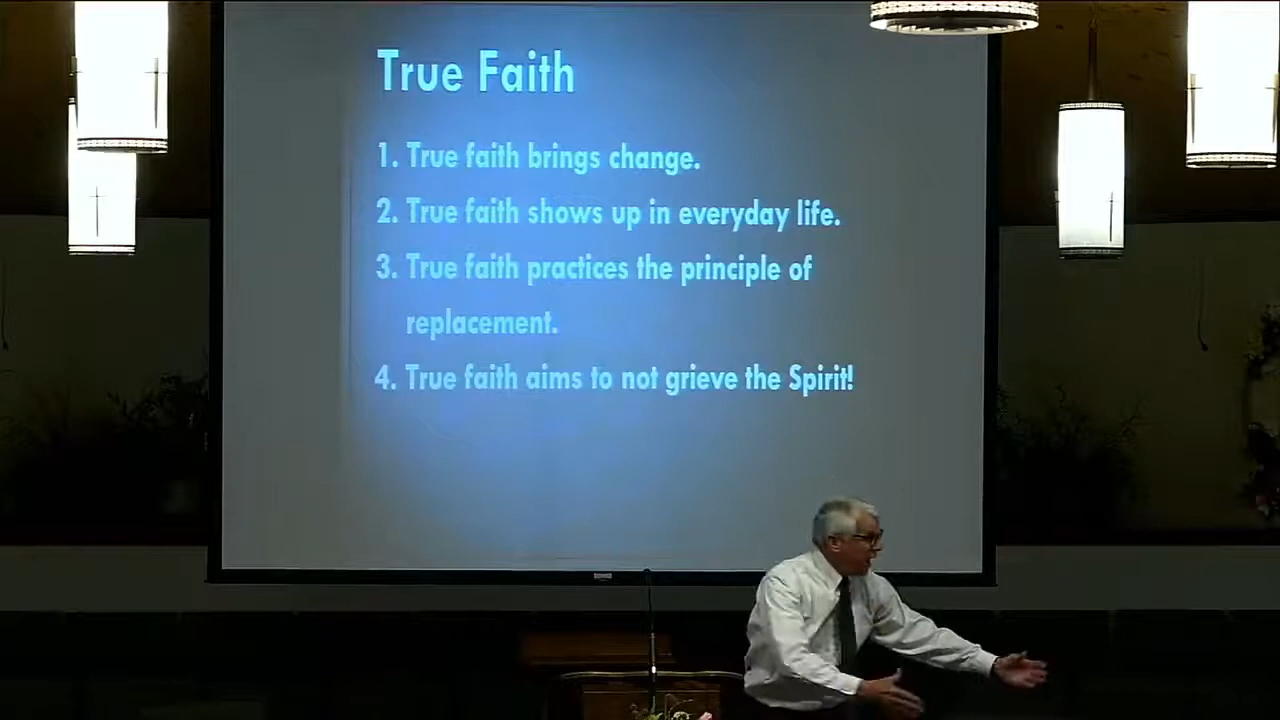 True Faith
1. True faith brings change.
2. True faith shows up in everyday life.
3. True faith practices the principle of
replacement.
4. True faith aims to not grieve the Spirit!